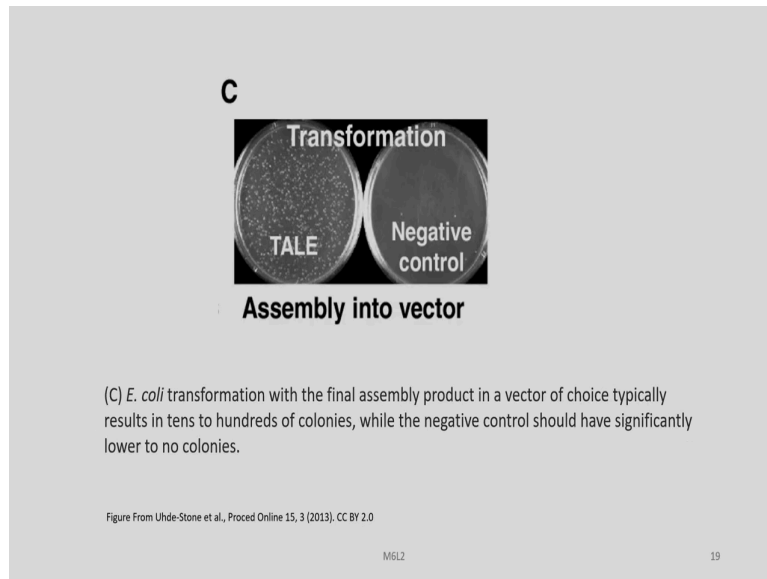 C
Transformation
TALE
Negative
control
Assembly into vector
(C) E. coli transformation with the final assembly product in a vector of choice typically
results in tens to hundreds of colonies, while the negative control should have significantly
lower to no colonies.
Figure From Uhde-Stone et al., Proced Online 15, 3 (2013). CC BY 2.0
M6L2
19